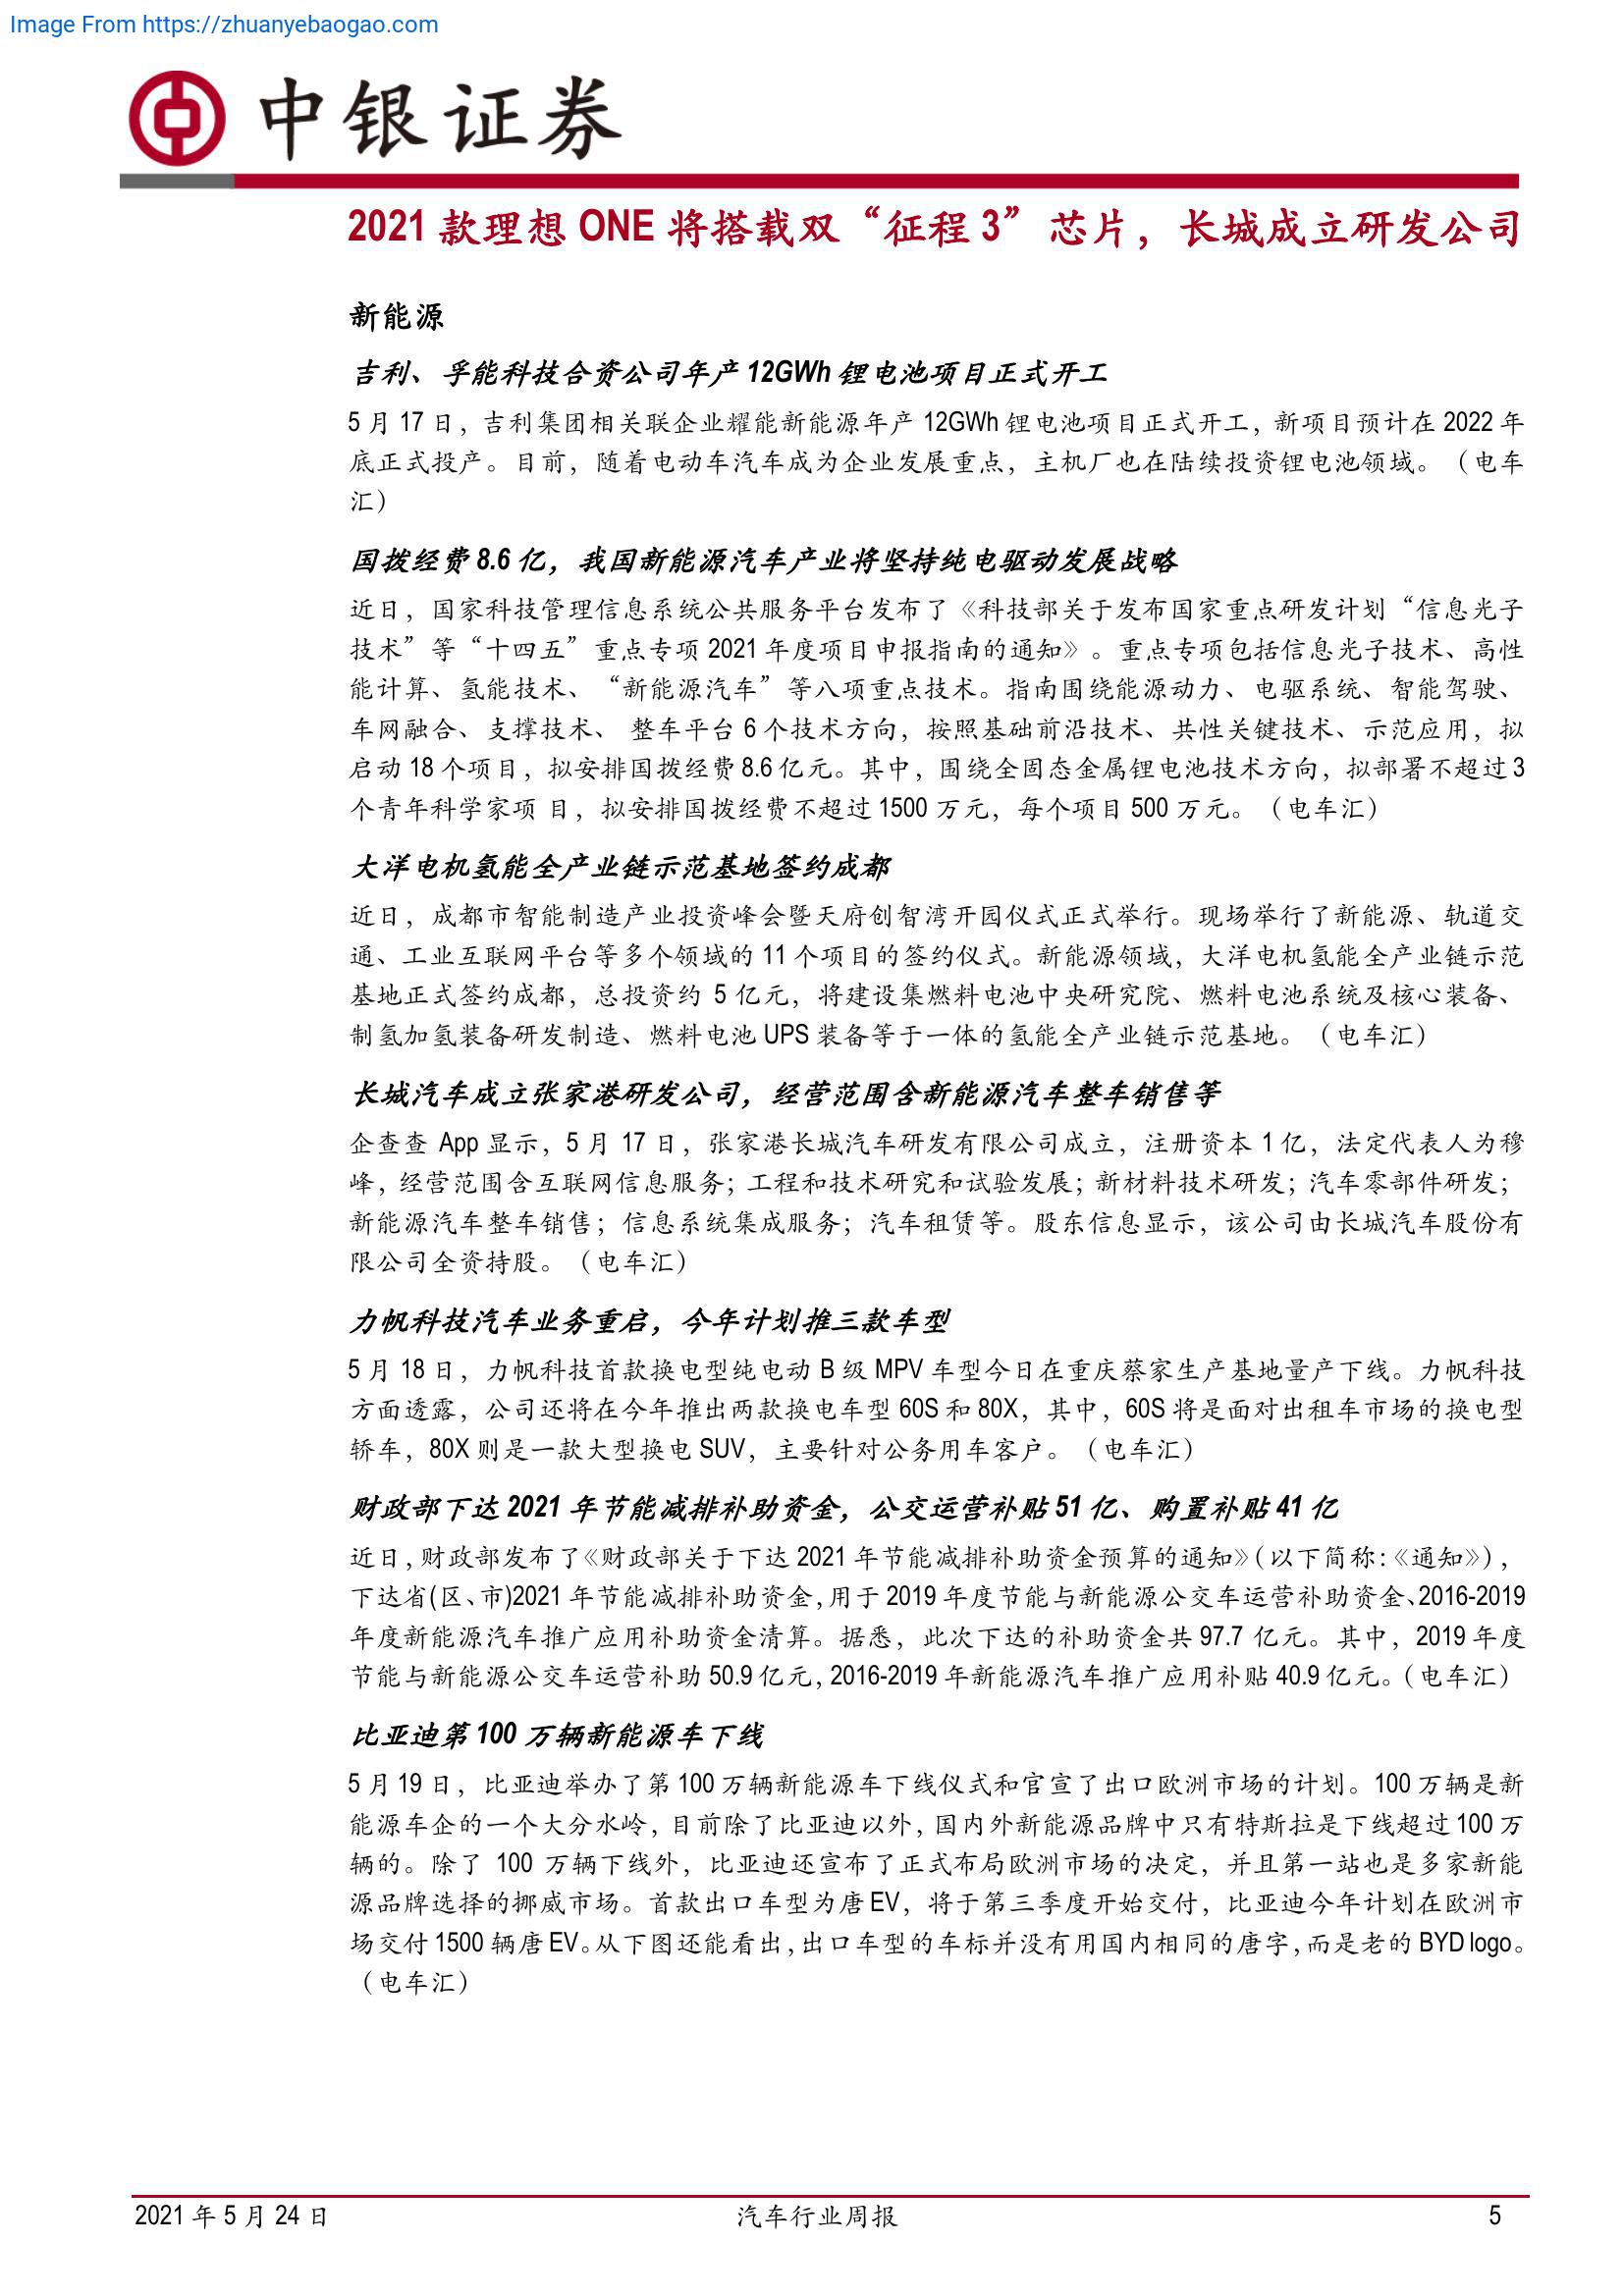 Image From https://zhuanyebaogao.com
中银证券
2021 款理想 ONE 将搭载双“征程 3”芯片，长城成立研发公司
新能源
吉利、孚能科技合资公司年产 12GWh 锂电池项目正式开工
5 月 17 日，吉利集团相关联企业耀能新能源年产 12GWh 锂电池项目正式开工，新项目预计在 2022 年
底正式投产。目前，随着电动车汽车成为企业发展重点，主机厂也在陆续投资锂电池领域。（电车
汇）
国拨经费 8.6 亿，我国新能源汽车产业将坚持纯电驱动发展战略
近日，国家科技管理信息系统公共服务平台发布了《科技部关于发布国家重点研发计划“信息光子
技术”等“十四五”重点专项 2021 年度项目申报指南的通知》。重点专项包括信息光子技术、高性
能计算、氢能技术、“新能源汽车”等八项重点技术。指南围绕能源动力、电驱系统、智能驾驶、
车网融合、支撑技术、 整车平台 6 个技术方向，按照基础前沿技术、共性关键技术、示范应用，拟
启动 18 个项目，拟安排国拨经费 8.6 亿元。其中，围绕全固态金属锂电池技术方向，拟部署不超过 3
个青年科学家项 目，拟安排国拨经费不超过 1500 万元，每个项目 500 万元。（电车汇）
大洋电机氢能全产业链示范基地签约成都
近日，成都市智能制造产业投资峰会暨天府创智湾开园仪式正式举行。现场举行了新能源、轨道交
通、工业互联网平台等多个领域的 11 个项目的签约仪式。新能源领域，大洋电机氢能全产业链示范
基地正式签约成都，总投资约 5 亿元，将建设集燃料电池中央研究院、燃料电池系统及核心装备、
制氢加氢装备研发制造、燃料电池 UPS 装备等于一体的氢能全产业链示范基地。（电车汇）
长城汽车成立张家港研发公司，经营范围含新能源汽车整车销售等
企查查 App 显示，5 月 17 日，张家港长城汽车研发有限公司成立，注册资本 1 亿，法定代表人为穆
峰，经营范围含互联网信息服务；工程和技术研究和试验发展；新材料技术研发；汽车零部件研发；
新能源汽车整车销售；信息系统集成服务；汽车租赁等。股东信息显示，该公司由长城汽车股份有
限公司全资持股。（电车汇）
力帆科技汽车业务重启，今年计划推三款车型
5 月 18 日，力帆科技首款换电型纯电动 B 级 MPV 车型今日在重庆蔡家生产基地量产下线。力帆科技
方面透露，公司还将在今年推出两款换电车型 60S 和 80X，其中，60S 将是面对出租车市场的换电型
轿车，80X 则是一款大型换电 SUV，主要针对公务用车客户。（电车汇）
财政部下达 2021 年节能减排补助资金，公交运营补贴 51 亿、购置补贴 41 亿
近日，财政部发布了《财政部关于下达 2021 年节能减排补助资金预算的通知》（以下简称：《通知》），
下达省(区、市)2021 年节能减排补助资金，用于 2019 年度节能与新能源公交车运营补助资金、2016-2019
年度新能源汽车推广应用补助资金清算。据悉，此次下达的补助资金共 97.7 亿元。其中，2019 年度
节能与新能源公交车运营补助 50.9 亿元，2016-2019 年新能源汽车推广应用补贴 40.9 亿元。（电车汇）
比亚迪第 100 万辆新能源车下线
5 月 19 日，比亚迪举办了第 100 万辆新能源车下线仪式和官宣了出口欧洲市场的计划。100 万辆是新
能源车企的一个大分水岭，目前除了比亚迪以外，国内外新能源品牌中只有特斯拉是下线超过 100 万
辆的。除了 100 万辆下线外，比亚迪还宣布了正式布局欧洲市场的决定，并且第一站也是多家新能
源品牌选择的挪威市场。首款出口车型为唐 EV，将于第三季度开始交付，比亚迪今年计划在欧洲市
场交付 1500 辆唐 EV。从下图还能看出，出口车型的车标并没有用国内相同的唐字，而是老的 BYD logo。
（电车汇）
2021 年 5 月 24 日 汽车行业周报 5